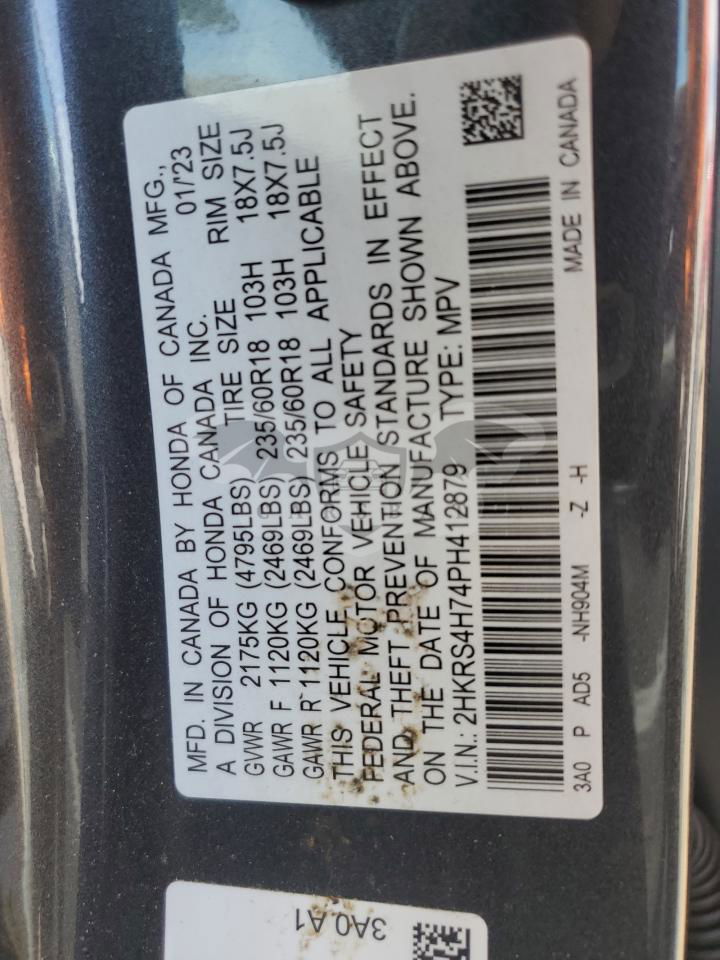 MFD. IN CANADA BY HONDA OF CANADA MFG.,
A DIVISION OF HONDA CANADA INC. 01/'23
GVWR 2175KG (4795LBS) TIRE SIZE RIM SIZE
GAWR F 1120KG (2469LBS) 235/60R18 103H 18X7.5J
GAWR R 1120KG (2469LBS) 235/60R18 103H 18X7.5J
THIS VEHICLE CONFORMS TO ALL APPLICABLE
FEDERAL MOTOR VEHICLE SAFETY
AND THEFT PREVENTION STANDARDS IN EFFECT
ON THE DATE OF MANUFACTURE SHOWN ABOVE.
V.I.N.: 2HKRS4H74PH412879 TYPE: MPV
3A0 P AD5 -NH904M -Z -H MADE IN CANADA
3A0 A1